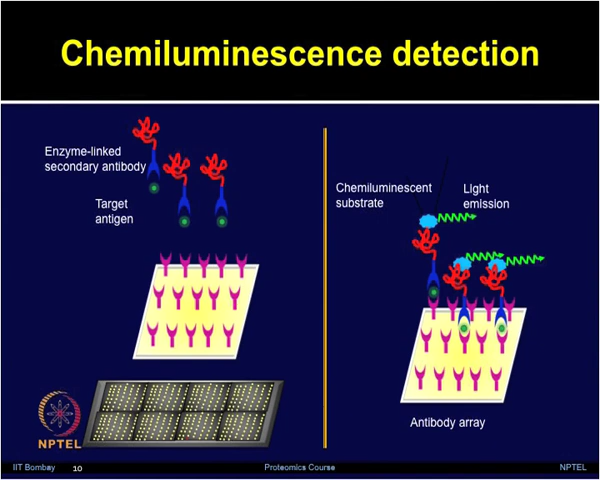 Chemiluminescence detection
Enzyme-linked
secondary antibody
Target
antigen
Chemiluminescent
substrate
Light
emission
Antibody array
NPTEL
IIT Bombay
10
Proteomics Course
NPTEL